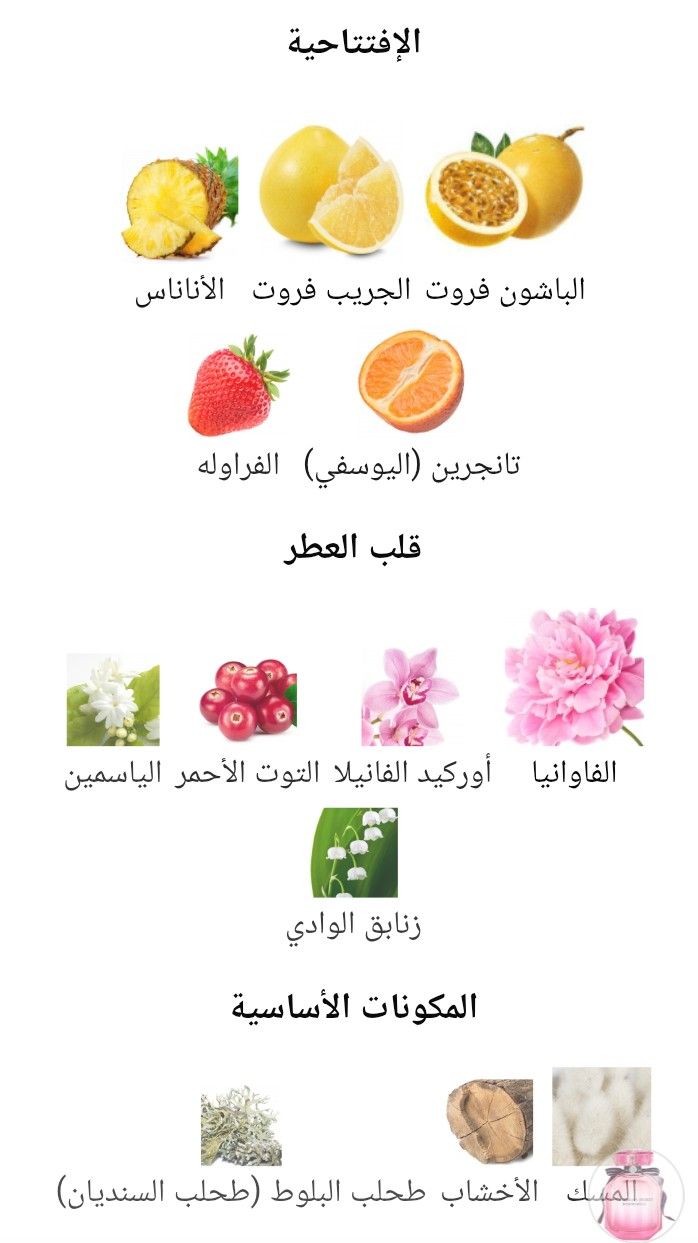 الإفتتاحية
الباشون فروت الجريب فروت الأناناس
تانجرين (اليوسفي) الفراوله
قلب العطر
الفاوانيا أوركيد الفانيلا التوت الأحمر الياسمين
زنابق الوادي
المكونات الأساسية
المسك الأخشاب طحلب البلوط (طحلب السنديان)